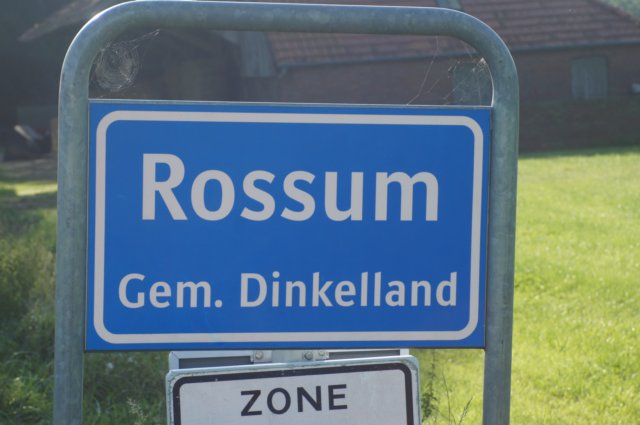 Rossum
Gem. Dinkelland
ZONE